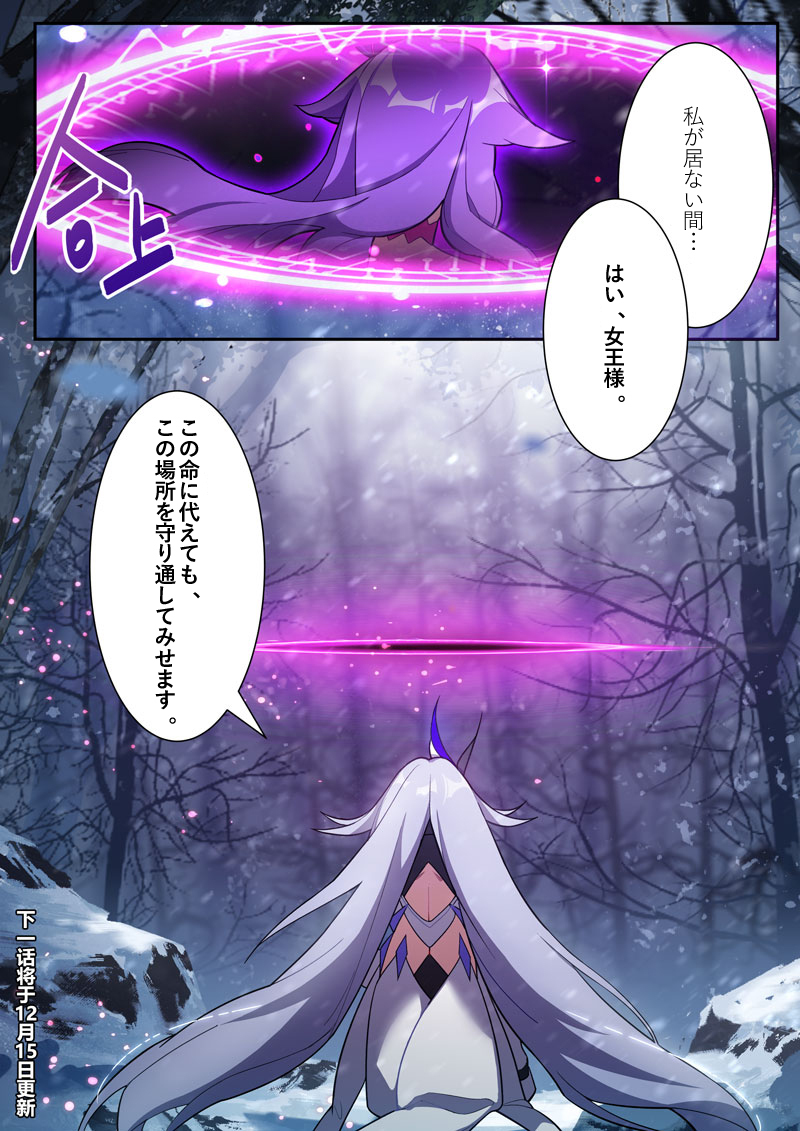 私が居ない間…
はい、女王様。
この命に代えても、
この場所を守り通してみせます。
下一话将于12月15日更新